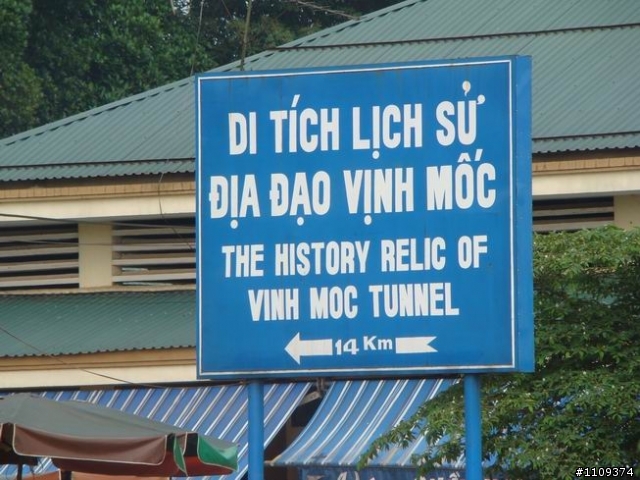 DI TÍCH LỊCH SỬ
ĐỊA ĐẠO VỊNH MỐC
THE HISTORY RELIC OF
VINH MOC TUNNEL
14 Km
#1109374